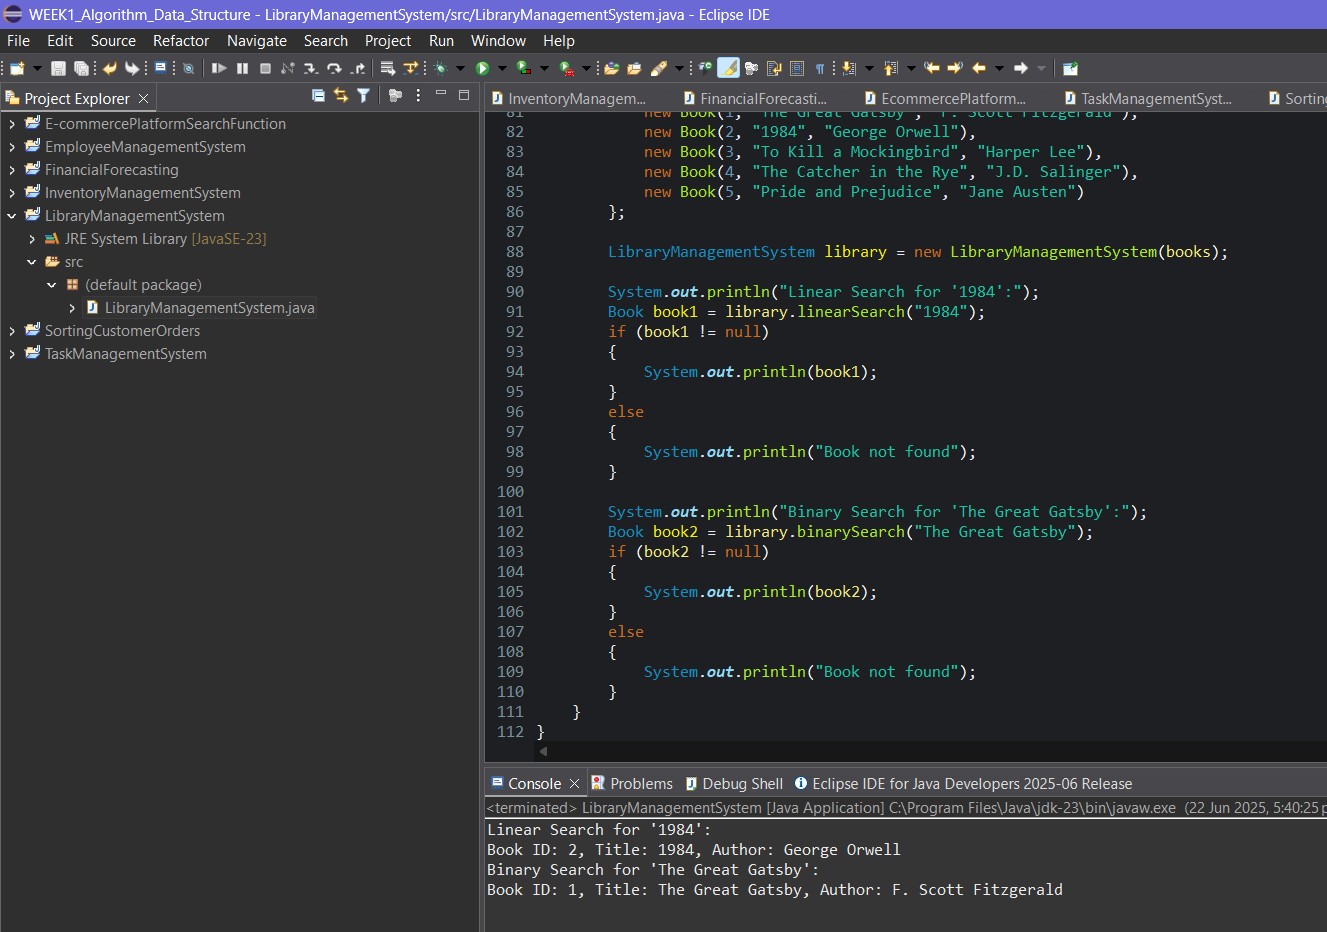 WEEK1_Algorithm_Data_Structure - LibraryManagementSystem/src/LibraryManagementSystem.java - Eclipse IDE
File Edit Source Refactor Navigate Search Project Run Window Help
Project Explorer
E-commercePlatformSearchFunction
EmployeeManagementSystem
FinancialForecasting
InventoryManagementSystem
LibraryManagementSystem
JRE System Library [JavaSE-23]
src
(default package)
LibraryManagementSystem.java
SortingCustomerOrders
TaskManagementSystem
InventoryManagem... FinancialForecasti... EcommercePlatform... TaskManagementSyst... Sorting
81 new Book(1, "The Great Gatsby", "F. Scott Fitzgerald"),
82 new Book(2, "1984", "George Orwell"),
83 new Book(3, "To Kill a Mockingbird", "Harper Lee"),
84 new Book(4, "The Catcher in the Rye", "J.D. Salinger"),
85 new Book(5, "Pride and Prejudice", "Jane Austen")
86 };
87
88 LibraryManagementSystem library = new LibraryManagementSystem(books);
89
90 System.out.println("Linear Search for '1984':");
91 Book book1 = library.linearSearch("1984");
92 if (book1 != null)
93 {
94 System.out.println(book1);
95 }
96 else
97 {
98 System.out.println("Book not found");
99 }
100
101 System.out.println("Binary Search for 'The Great Gatsby':");
102 Book book2 = library.binarySearch("The Great Gatsby");
103 if (book2 != null)
104 {
105 System.out.println(book2);
106 }
107 else
108 {
109 System.out.println("Book not found");
110 }
111 }
112 }
Console Problems Debug Shell Eclipse IDE for Java Developers 2025-06 Release
<terminated> LibraryManagementSystem [Java Application] C:\Program Files\Java\jdk-23\bin\javaw.exe (22 Jun 2025, 5:40:25 p
Linear Search for '1984':
Book ID: 2, Title: 1984, Author: George Orwell
Binary Search for 'The Great Gatsby':
Book ID: 1, Title: The Great Gatsby, Author: F. Scott Fitzgerald